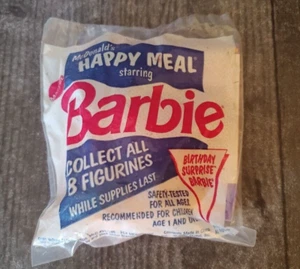 McDonald's
HAPPY MEAL
starring
Barbie
COLLECT ALL
8 FIGURINES
WHILE SUPPLIES LAST
BIRTHDAY
SURPRISE
BARBIE
SAFETY-TESTED
FOR ALL AGES
RECOMMENDED FOR CHILDREN
AGE 1 AND